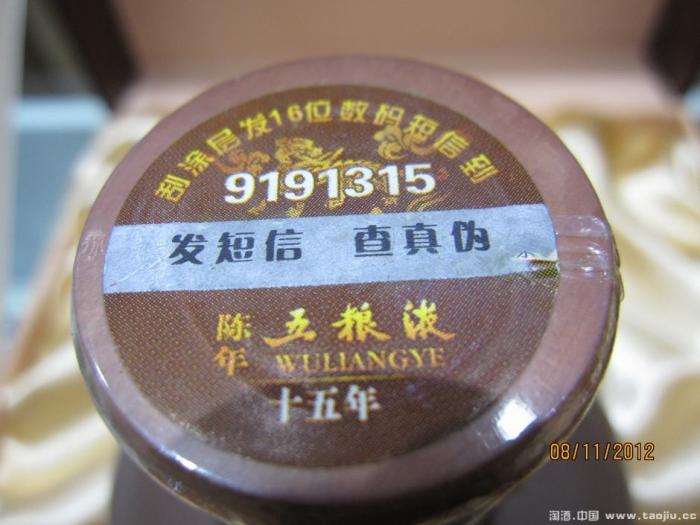 刮涂层发16位数码短信到
9191315
发短信 查真伪
陈年 五粮液
WULIANGYE
十五年
08/11/2012
淘酒.中国 www.taojiu.cc